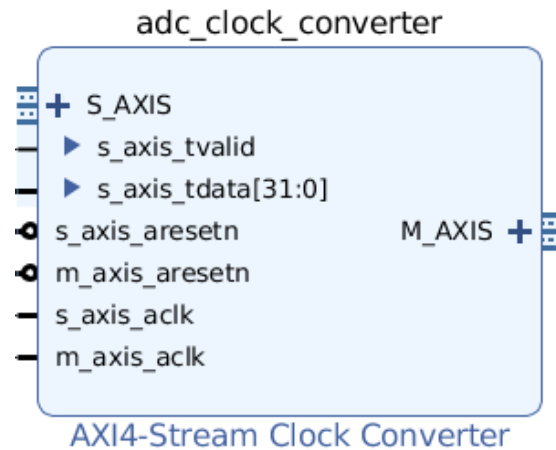 adc_clock_converter
S_AXIS
s_axis_tvalid
s_axis_tdata[31:0]
s_axis_aresetn
M_AXIS
m_axis_aresetn
s_axis_aclk
m_axis_aclk
AXI4-Stream Clock Converter